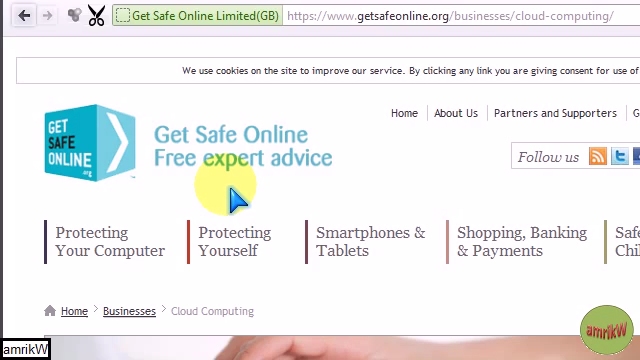 Get Safe Online Limited(GB) https://www.getsafeonline.org/businesses/cloud-computing/
We use cookies on the site to improve our service. By clicking any link you are giving consent for use of
Home About Us Partners and Supporters G
GET SAFE ONLINE .org
Get Safe Online
Free expert advice
Follow us
Protecting Your Computer
Protecting Yourself
Smartphones & Tablets
Shopping, Banking & Payments
Safe
Chil
Home Businesses Cloud Computing
amrikW
amrikW